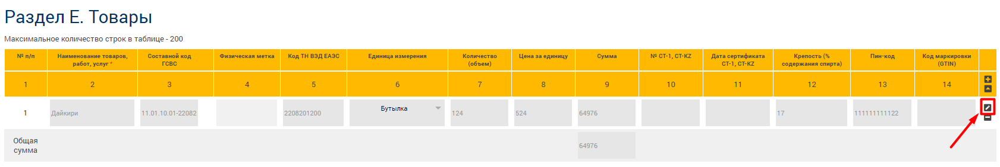 Раздел Е. Товары
Максимальное количество строк в таблице - 200
№ п/п
Наименование товаров,
работ, услуг *
Составной код
ГСВС
Физическая метка
Код ТН ВЭД ЕАЭС
Единица измерения
Количество
(объем)
Цена за единицу
Сумма
№ СТ-1, СТ-KZ
Дата сертификата
СТ-1, СТ-KZ
Крепость (%
содержания спирта)
Пин-код
Код маркировки
(GTIN)
1 2 3 4 5 6 7 8 9 10 11 12 13 14
1 Дайкири 11.01.10.01-22082 2208201200 Бутылка 124 524 64976 17 111111111122
Общая
сумма
64976